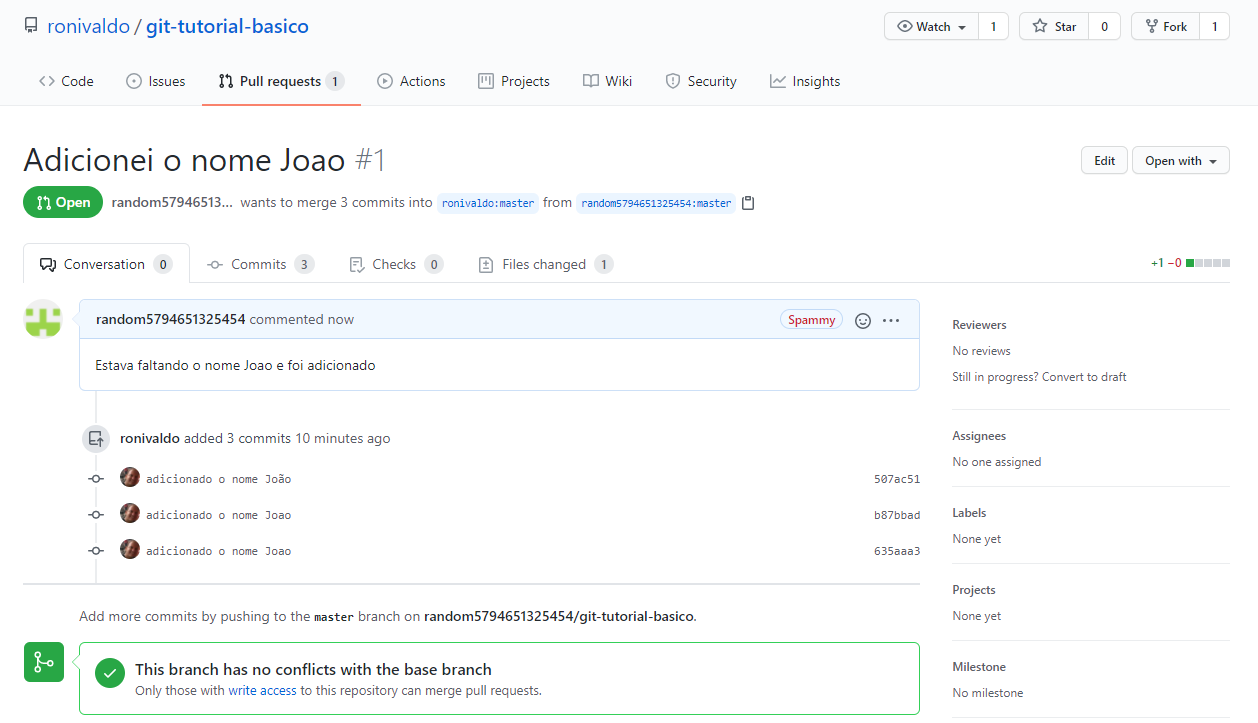 ronivaldo / git-tutorial-basico
Watch 1 Star 0 Fork 1
Code Issues Pull requests 1 Actions Projects Wiki Security Insights
Adicionei o nome Joao #1
Edit Open with
Open random57946513... wants to merge 3 commits into ronivaldo:master from random5794651325454:master
Conversation 0 Commits 3 Checks 0 Files changed 1
+1 −0
random5794651325454 commented now
Spammy
Estava faltando o nome Joao e foi adicionado
ronivaldo added 3 commits 10 minutes ago
adicionado o nome João 507ac51
adicionado o nome Joao b87bbad
adicionado o nome Joao 635aaa3
Add more commits by pushing to the master branch on random5794651325454/git-tutorial-basico.
This branch has no conflicts with the base branch
Only those with write access to this repository can merge pull requests.
Reviewers
No reviews
Still in progress? Convert to draft
Assignees
No one assigned
Labels
None yet
Projects
None yet
Milestone
No milestone